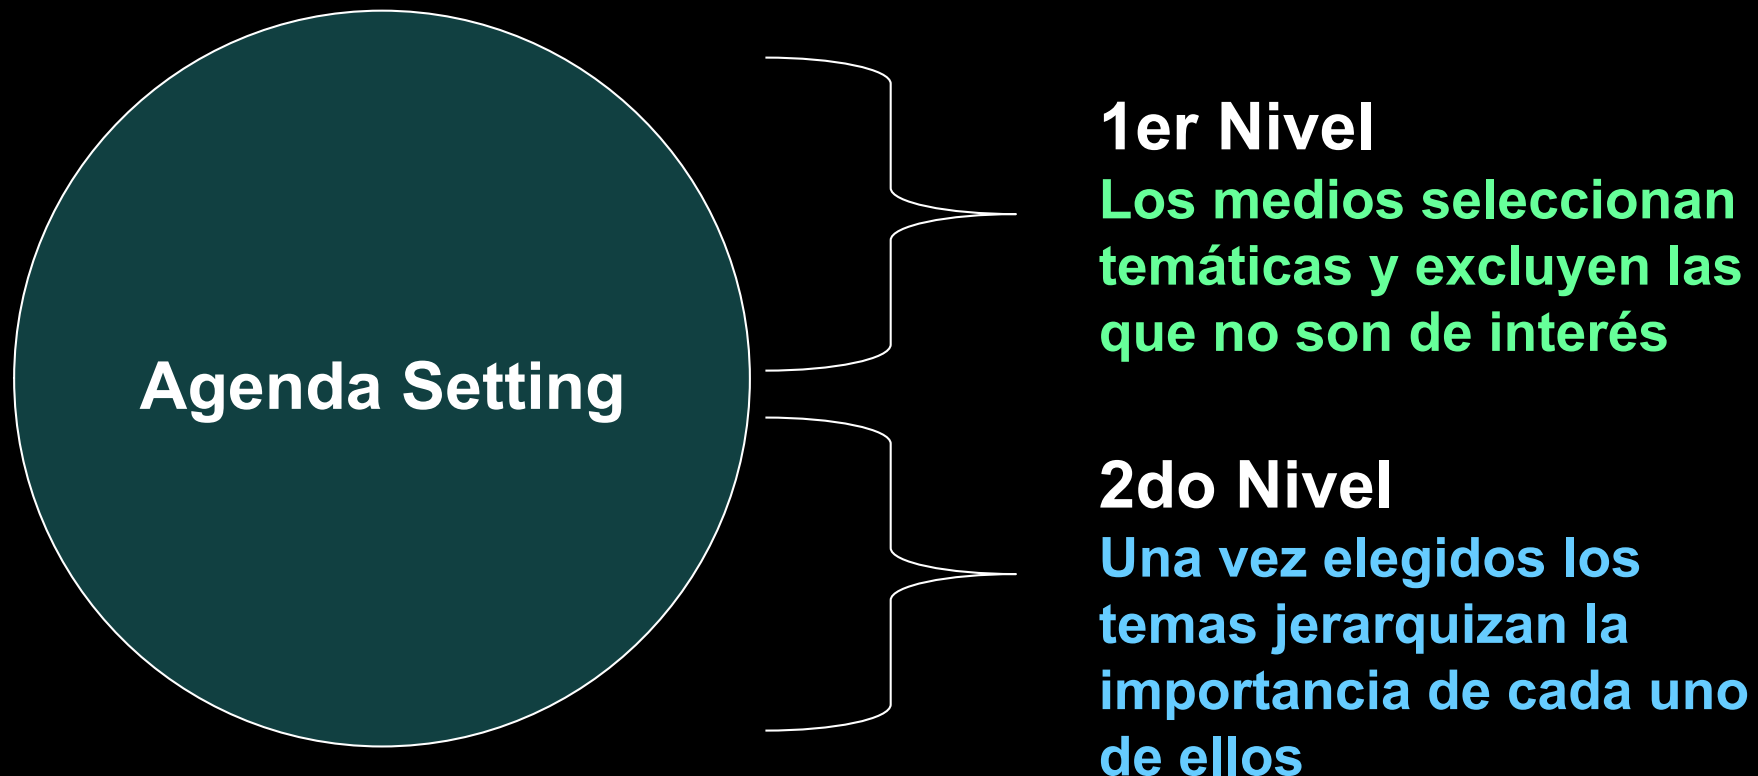 Agenda Setting
1er Nivel
Los medios seleccionan
temáticas y excluyen las
que no son de interés
2do Nivel
Una vez elegidos los
temas jerarquizan la
importancia de cada uno
de ellos